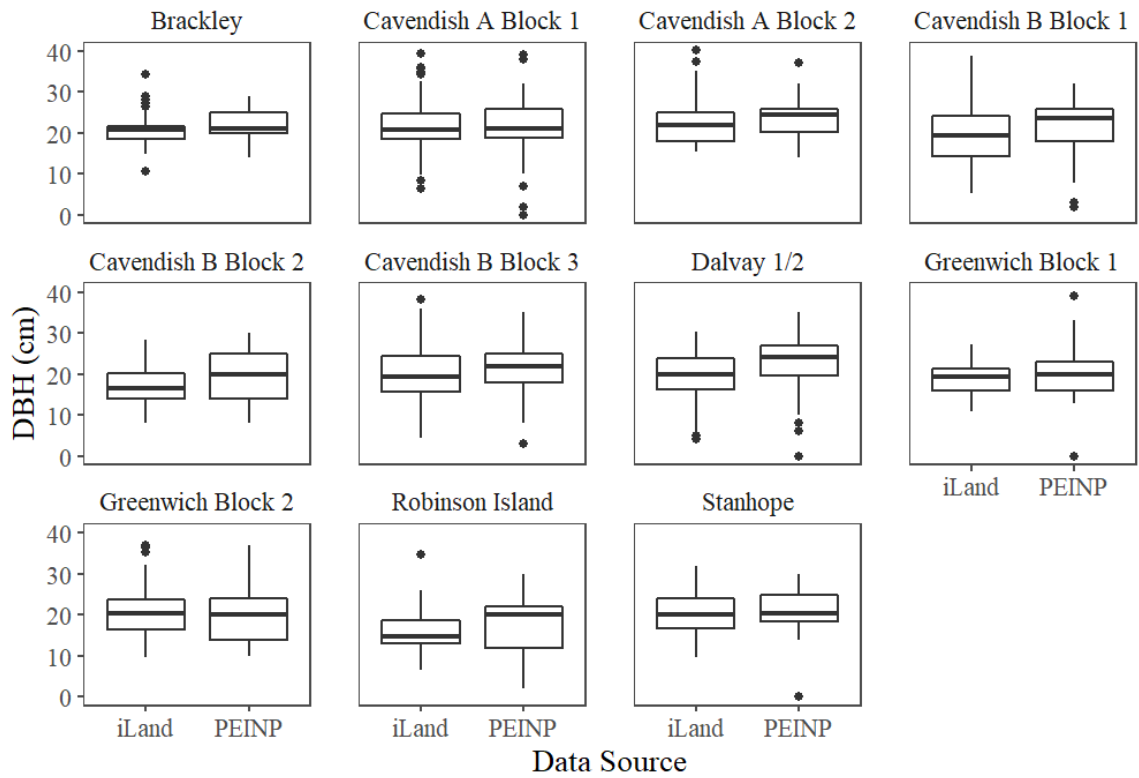 Brackley
Cavendish A Block 1
Cavendish A Block 2
Cavendish B Block 1
40
30
20
10
0
Cavendish B Block 2
Cavendish B Block 3
Dalvay 1/2
Greenwich Block 1
40
30
20
10
0
iLand
PEINP
DBH (cm)
Greenwich Block 2
Robinson Island
Stanhope
40
30
20
10
0
iLand
PEINP
iLand
PEINP
iLand
PEINP
Data Source